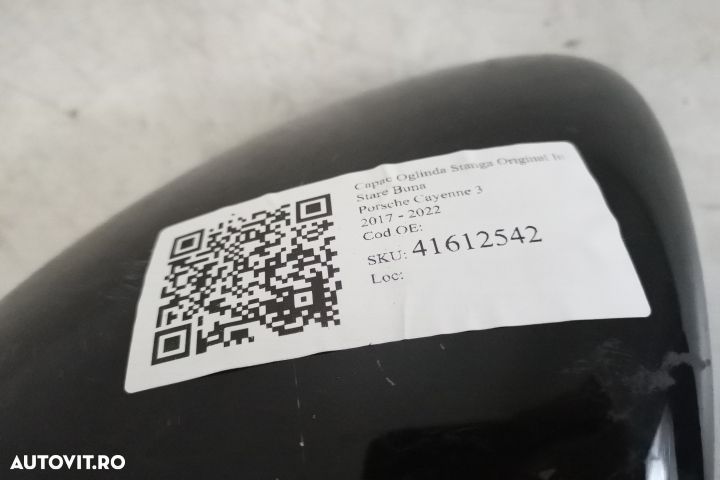 Capac Oglinda Stanga Original In
Stare Buna
Porsche Cayenne 3
2017 - 2022
Cod OE:
SKU: 41612542
Loc:
AUTOVIT.RO